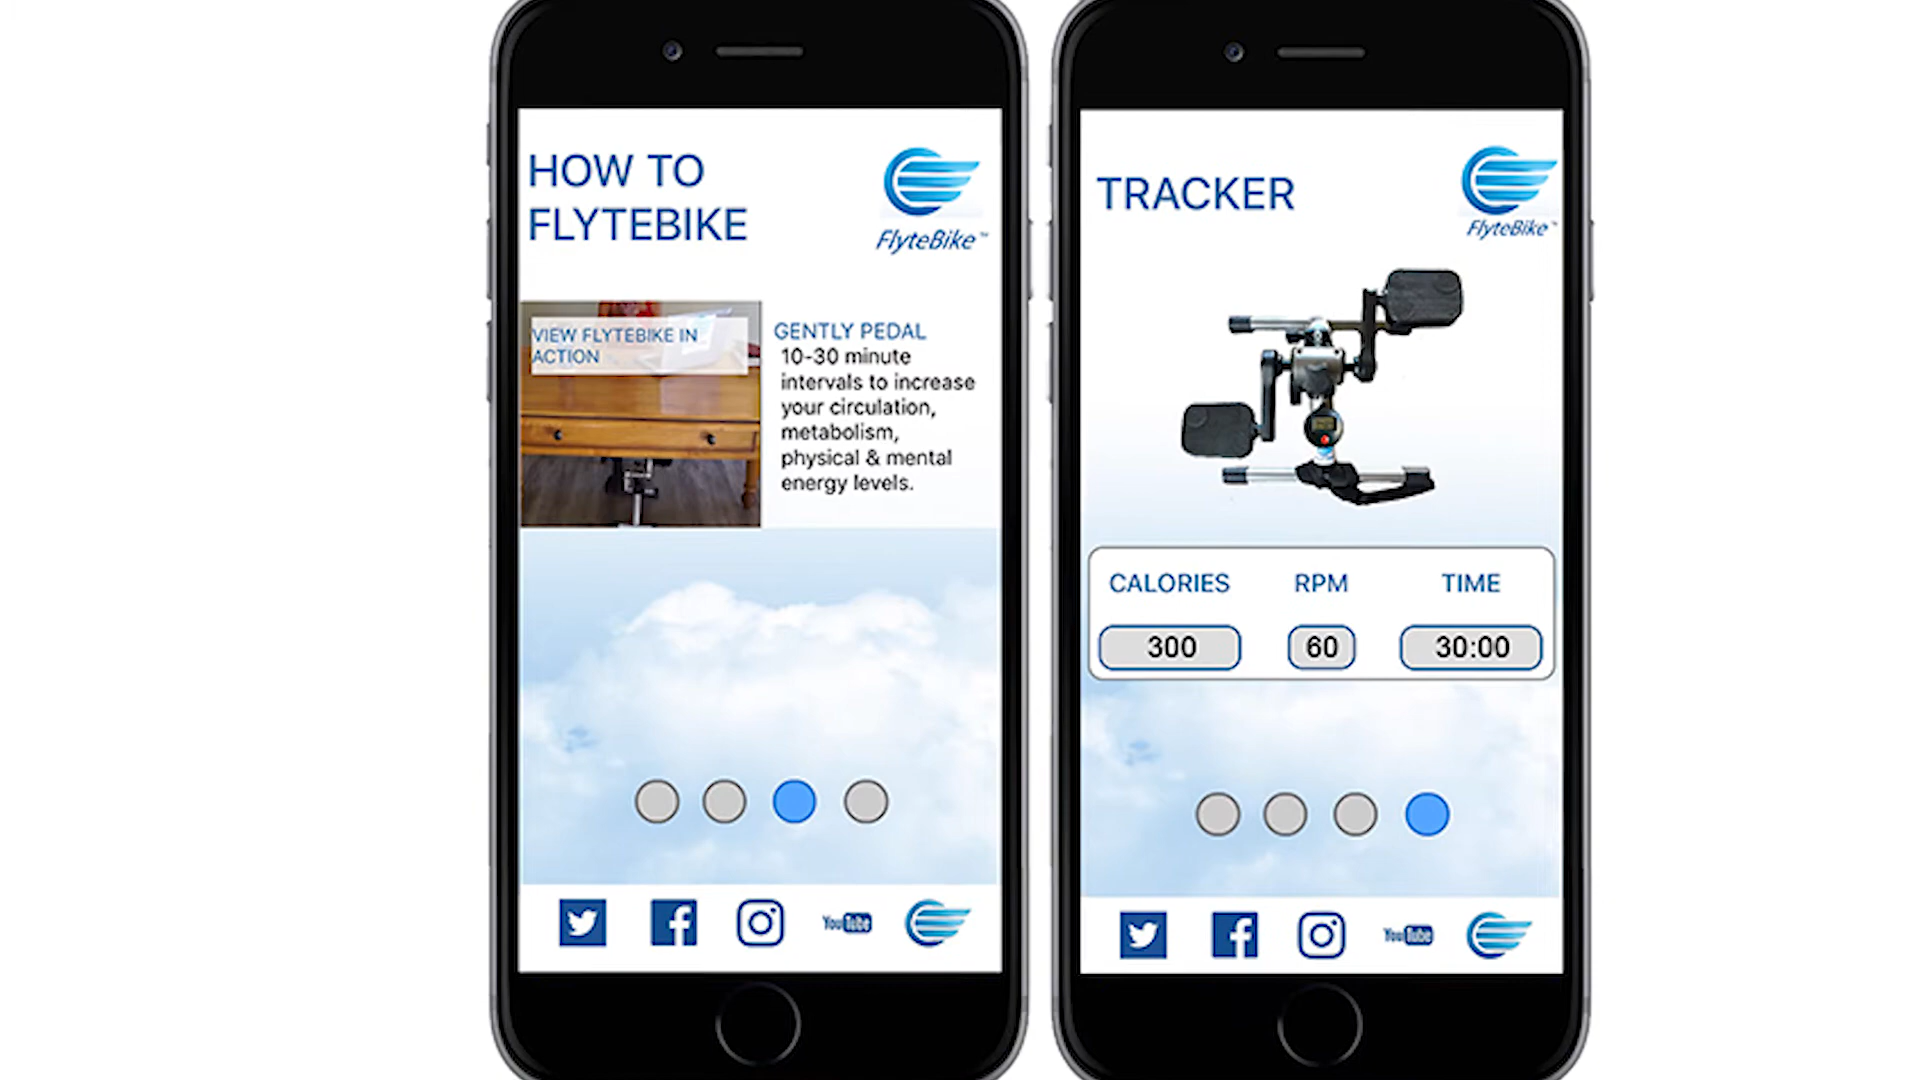 HOW TO
FLYTEBIKE
FlyteBike™
VIEW FLYTEBIKE IN
ACTION
GENTLY PEDAL
10-30 minute
intervals to increase
your circulation,
metabolism,
physical & mental
energy levels.
YouTube
TRACKER
FlyteBike™
CALORIES RPM TIME
300 60 30:00
YouTube